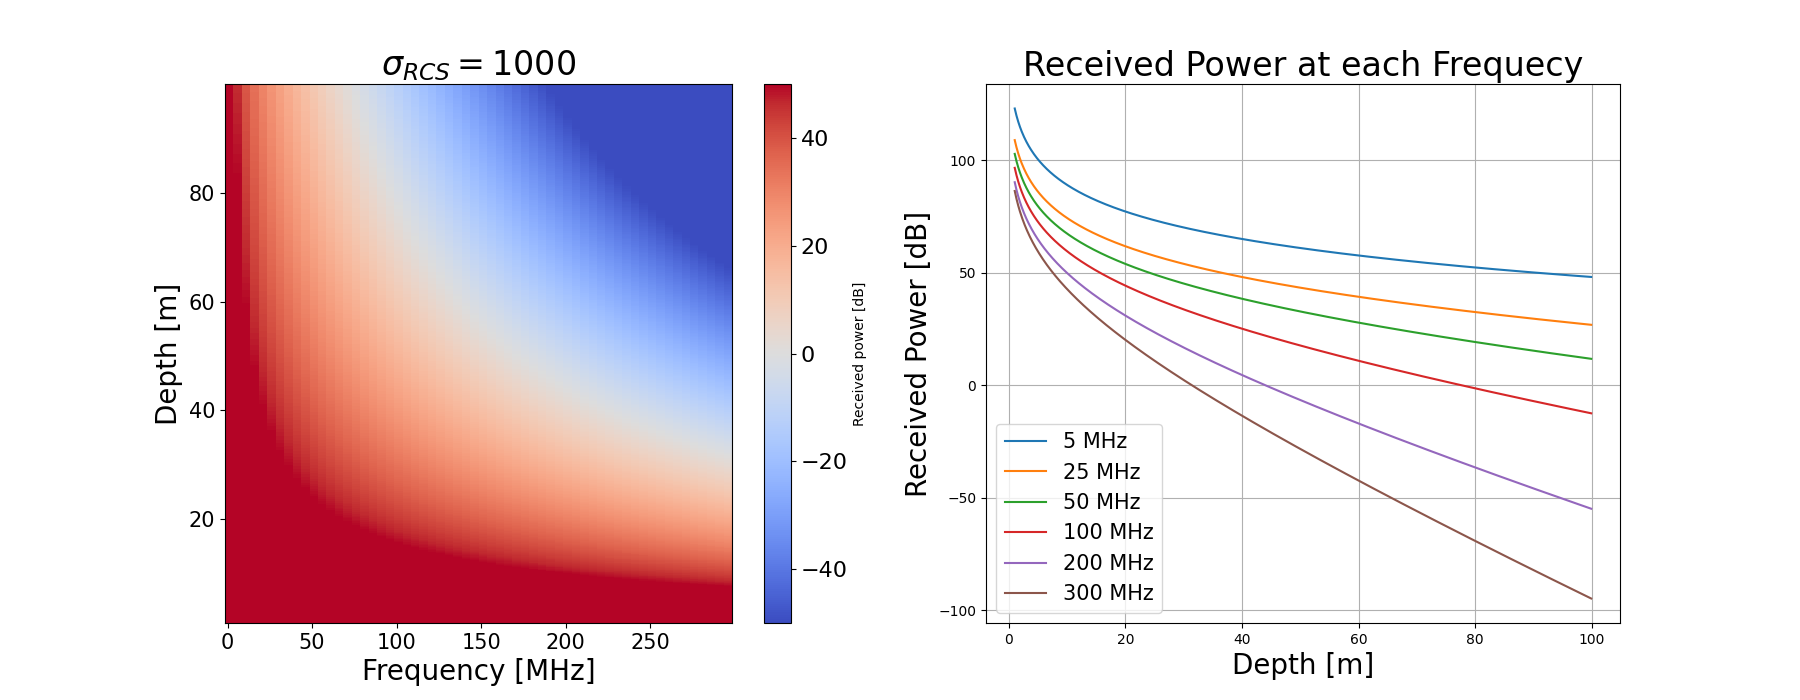 σRCS = 1000
80
60
40
20
Depth [m]
0 50 100 150 200 250
Frequency [MHz]
40
20
0
−20
−40
Received power [dB]
Received Power at each Frequecy
100
50
0
−50
−100
Received Power [dB]
5 MHz
25 MHz
50 MHz
100 MHz
200 MHz
300 MHz
0 20 40 60 80 100
Depth [m]